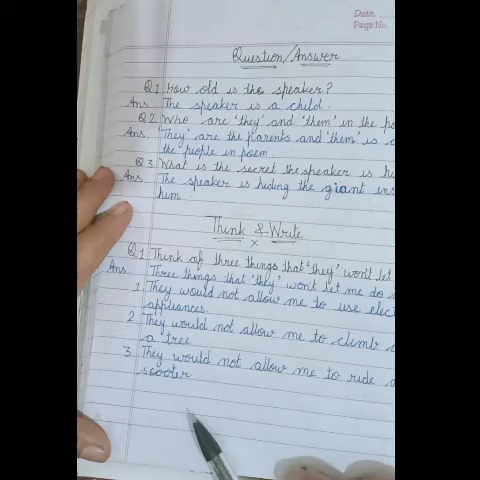 Date.
Page No.
Question/Answer
Q1 How old is the speaker?
Ans The speaker is a child.
Q2 Who are 'they' and 'them' in the
Ans 'They' are the parents and 'them' is
the people in poem
Q3 What is the secret the speaker is
Ans The speaker is hiding the giant
him.
Think & Write
x
Q1 Think of three things that "they" won't let
Ans Three things that "they" won't let me do
1 They would not allow me to use
appliances.
2 They would not allow me to climb
a tree
3 They would not allow me to ride
scooter